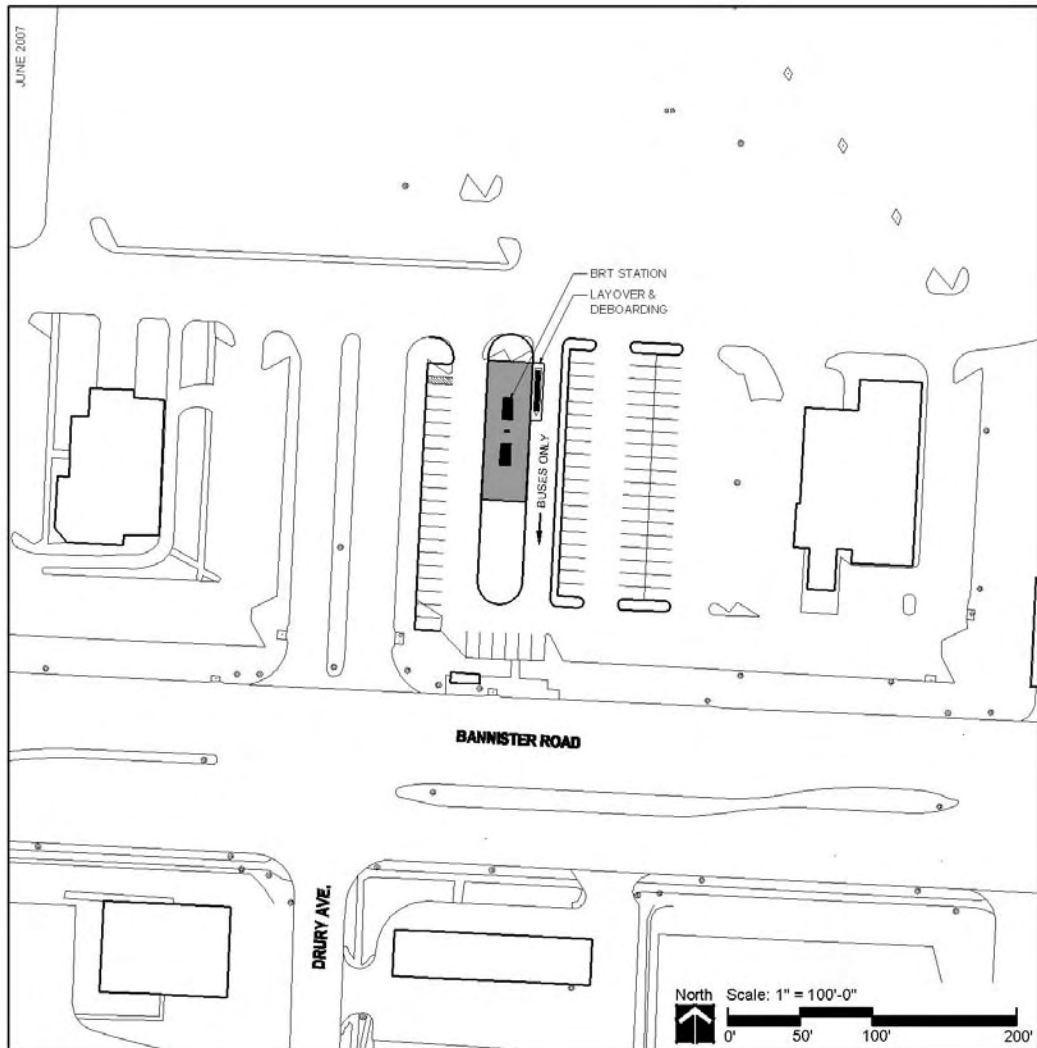 JUNE 2007
BRT STATION
LAYOVER &
DEBOARDING
BUSES ONLY
BANNISTER ROAD
DRURY AVE.
North Scale: 1" = 100'-0"
0' 50' 100' 200'